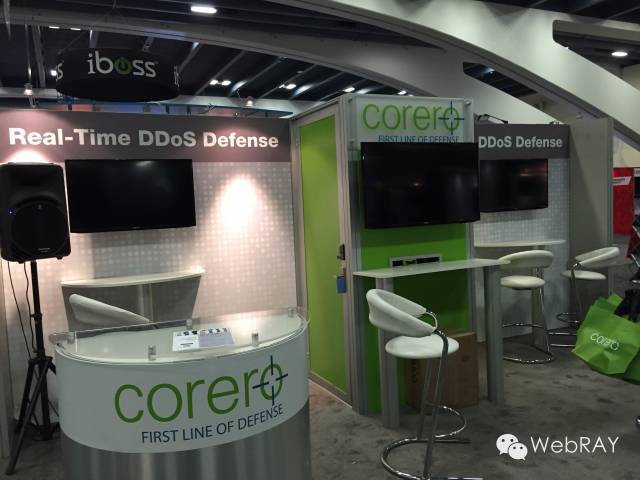 iboss
Real-Time DDoS Defense
corero
FIRST LINE OF DEFENSE
DDoS Defense
corero
FIRST LINE OF DEFENSE
corero
WebRAY